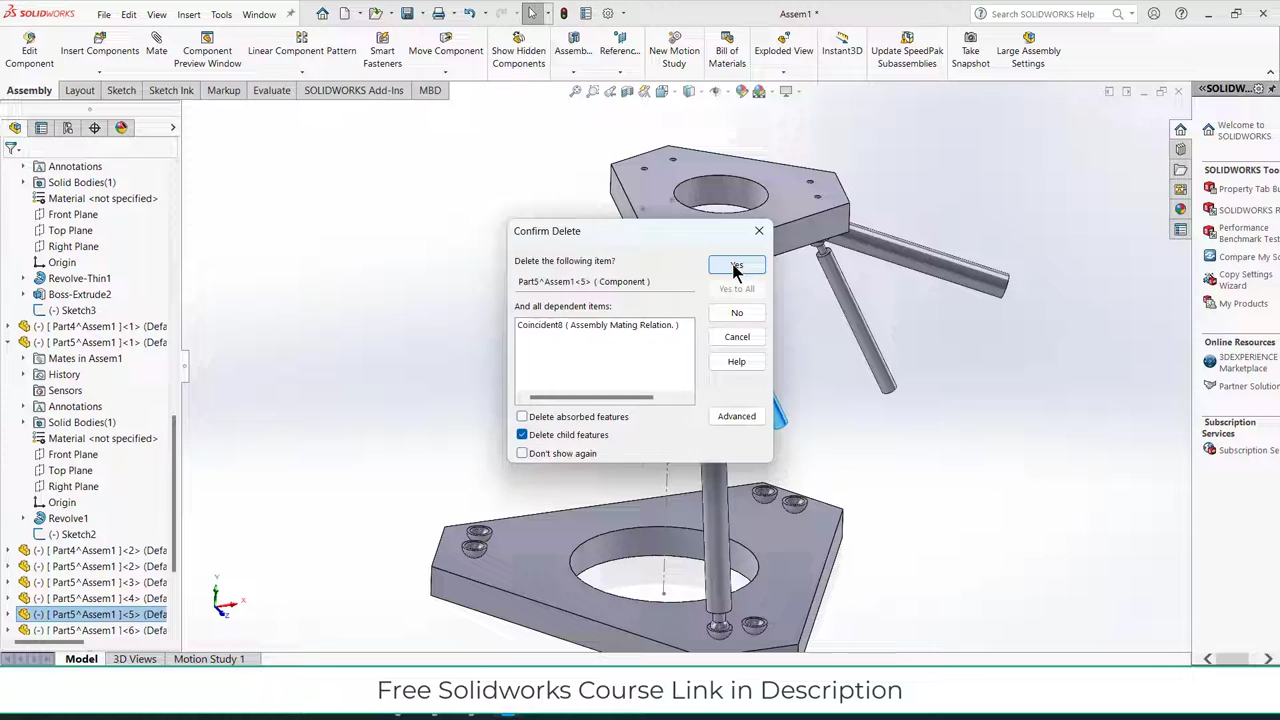 SOLIDWORKS File Edit View Insert Tools Window Assem1 * Search SOLIDWORKS Help
Edit Component
Insert Components
Mate
Component Preview Window
Linear Component Pattern
Smart Fasteners
Move Component
Show Hidden Components
Assemb...
Referenc...
New Motion Study
Bill of Materials
Exploded View
Instant3D
Update SpeedPak Subassemblies
Take Snapshot
Large Assembly Settings
Assembly Layout Sketch Sketch Ink Markup Evaluate SOLIDWORKS Add-Ins MBD
Annotations
Solid Bodies(1)
Material <not specified>
Front Plane
Top Plane
Right Plane
Origin
Revolve-Thin1
Boss-Extrude2
(-) Sketch3
(-) [ Part4^Assem1 ]<1> (Defa
(-) [ Part5^Assem1 ]<1> (Defa
Mates in Assem1
History
Sensors
Annotations
Solid Bodies(1)
Material <not specified>
Front Plane
Top Plane
Right Plane
Origin
Revolve1
(-) Sketch2
(-) [ Part4^Assem1 ]<2> (Defa
(-) [ Part5^Assem1 ]<2> (Defa
(-) [ Part5^Assem1 ]<3> (Defa
(-) [ Part5^Assem1 ]<4> (Defa
(-) [ Part5^Assem1 ]<5> (Defa
(-) [ Part5^Assem1 ]<6> (Defa
Confirm Delete
Delete the following item?
Part5^Assem1<5> ( Component )
And all dependent items:
Coincident8 ( Assembly Mating Relation. )
Delete absorbed features
Delete child features
Don't show again
Yes
Yes to All
No
Cancel
Help
Advanced
Y
X
Z
SOLIDW...
Welcome to SOLIDWORKS
SOLIDWORKS Too
Property Tab Bu
SOLIDWORKS R
Performance Benchmark Test
Compare My So
Copy Settings Wizard
My Products
Online Resources
3DEXPERIENCE Marketplace
Partner Solution
Subscription Services
Subscription Se
Model 3D Views Motion Study 1
Free Solidworks Course Link in Description